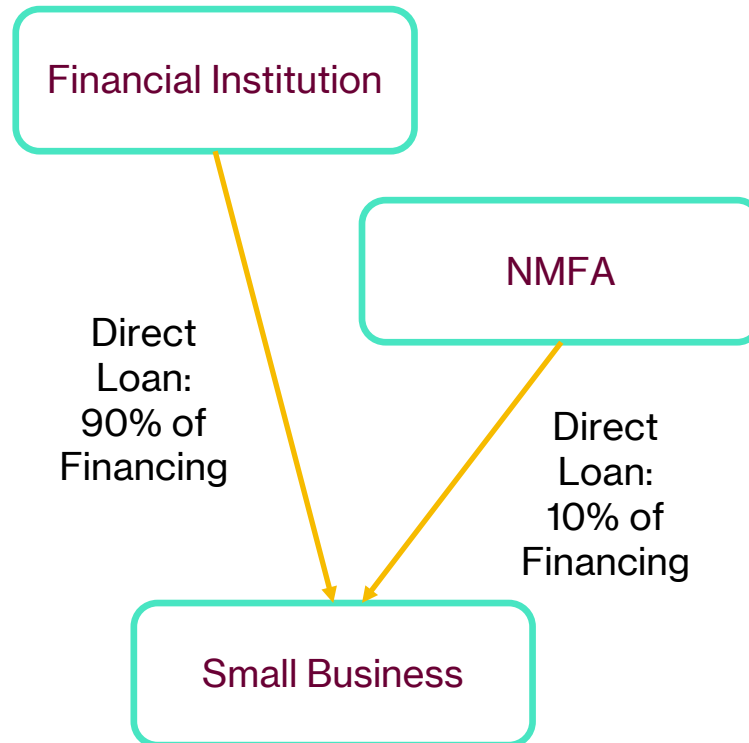 Financial Institution
NMFA
Direct
Loan:
90% of
Financing
Direct
Loan:
10% of
Financing
Small Business